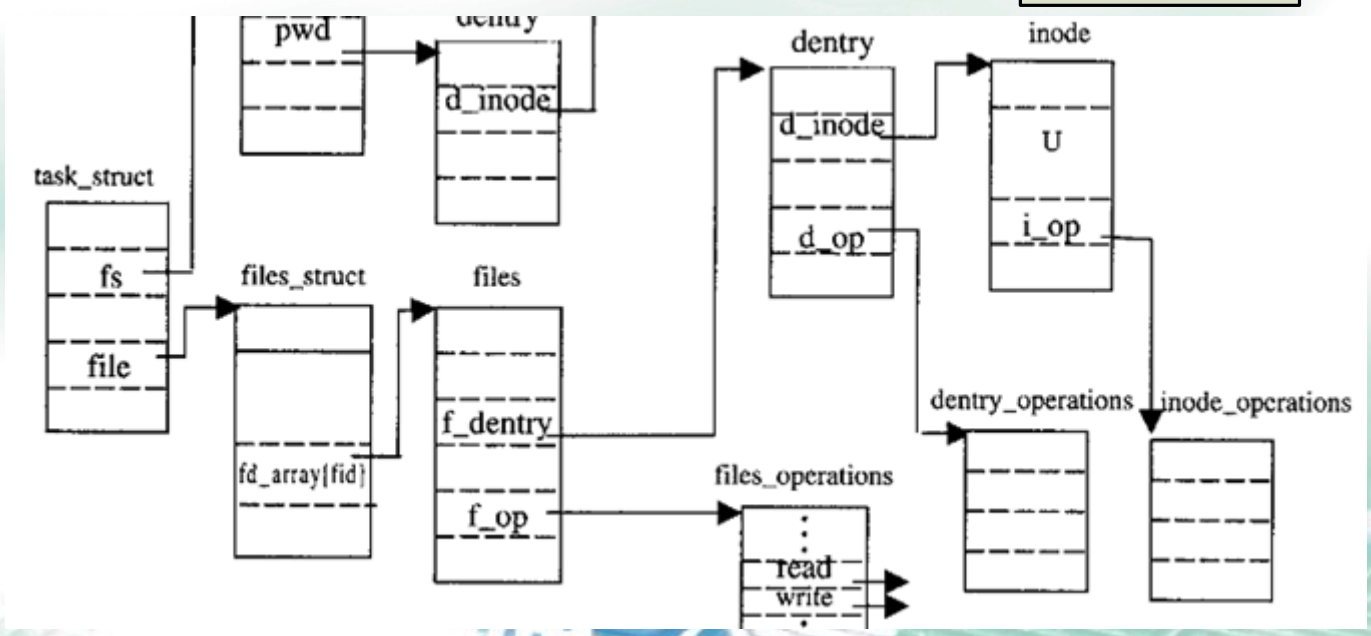 pwd
dentry
d_inode
task_struct
fs
file
files_struct
fd_array{fid}
files
f_dentry
f_op
dentry
d_inode
d_op
inode
U
i_op
files_operations
read
write
dentry_operations
inode_operations